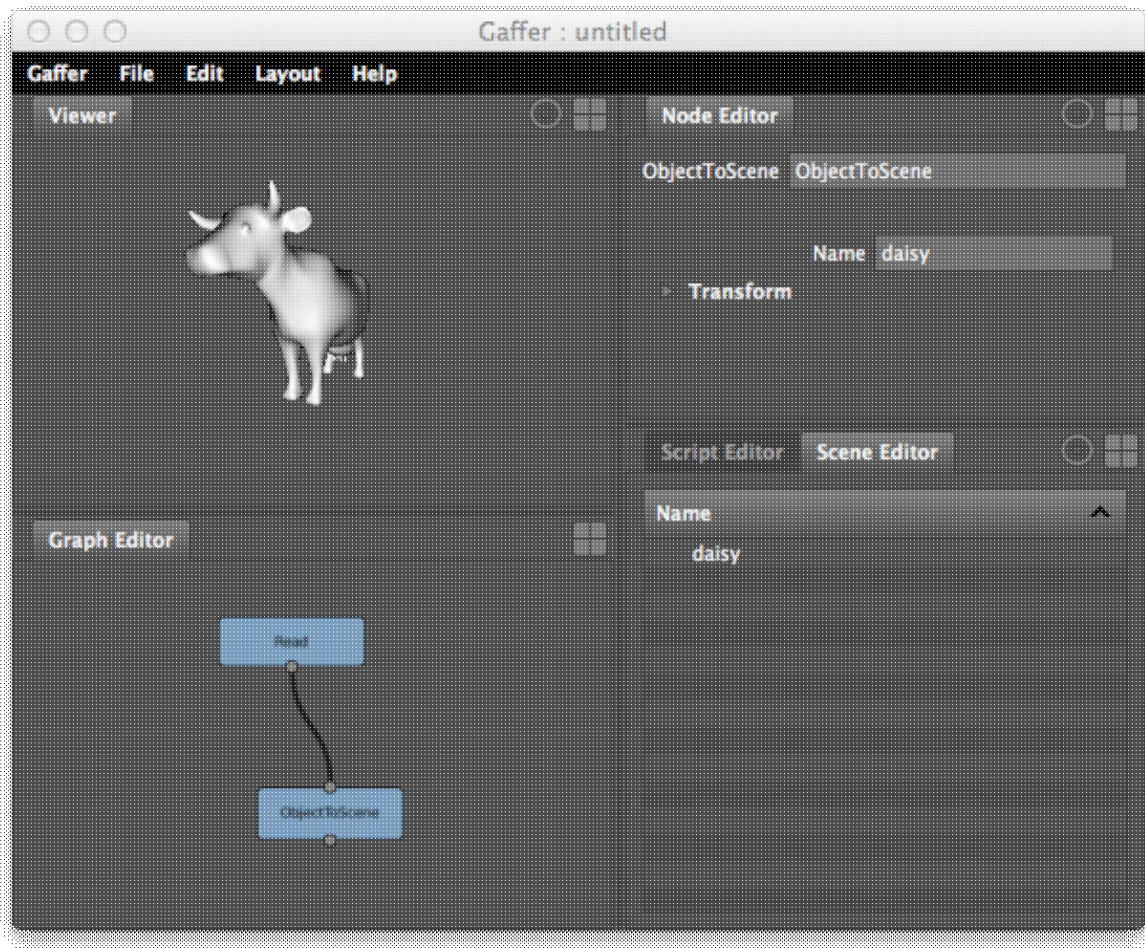 Gaffer : untitled
Gaffer File Edit Layout Help
Viewer
Node Editor
ObjectToScene ObjectToScene
Name daisy
Transform
Script Editor Scene Editor
Name
daisy
Graph Editor
Read
ObjectToScene